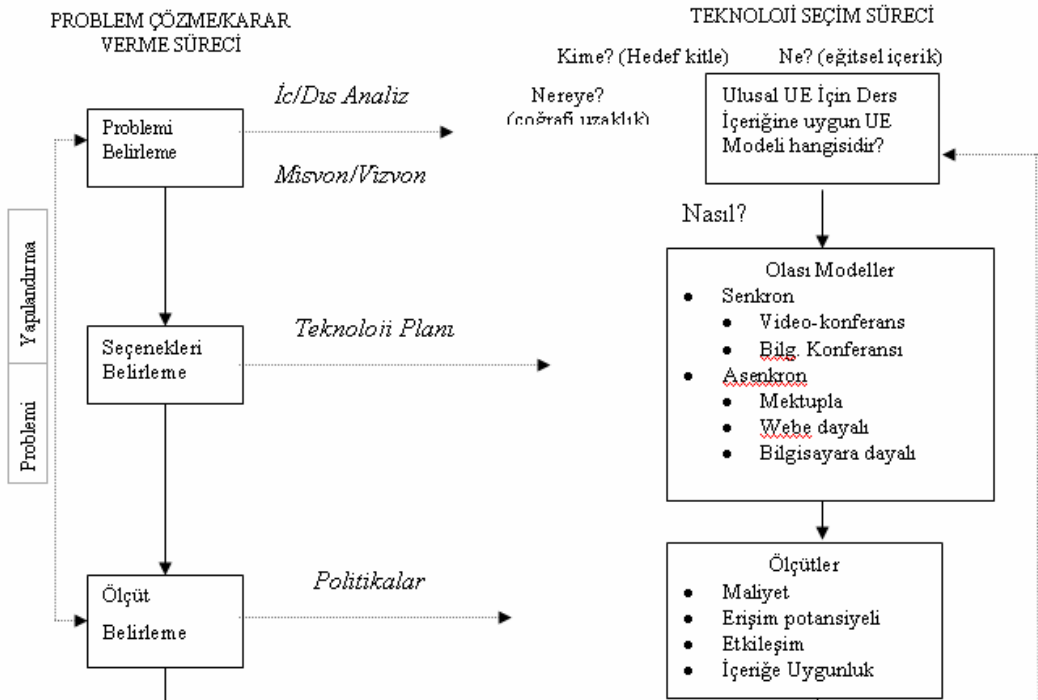 PROBLEM ÇÖZME/KARAR
VERME SÜRECİ
TEKNOLOJİ SEÇİM SÜRECİ
Kime? (Hedef kitle)
Ne? (eğitsel içerik)
Nereye?
(coğrafi uzaklık)
İç/Dış Analiz
Misyon/Vizyon
Problemi
Belirleme
Ulusal UE İçin Ders
İçeriğine uygun UE
Modeli hangisidir?
Nasıl?
Yapılandırma
Problemi
Seçenekleri
Belirleme
Teknoloji Planı
Olası Modeller
● Senkron
● Video-konferans
● Bilg. Konferansı
● Asenkron
● Mektupla
● Webe dayalı
● Bilgisayara dayalı
Ölçüt
Belirleme
Politikalar
Ölçütler
● Maliyet
● Erişim potansiyeli
● Etkileşim
● İçeriğe Uygunluk